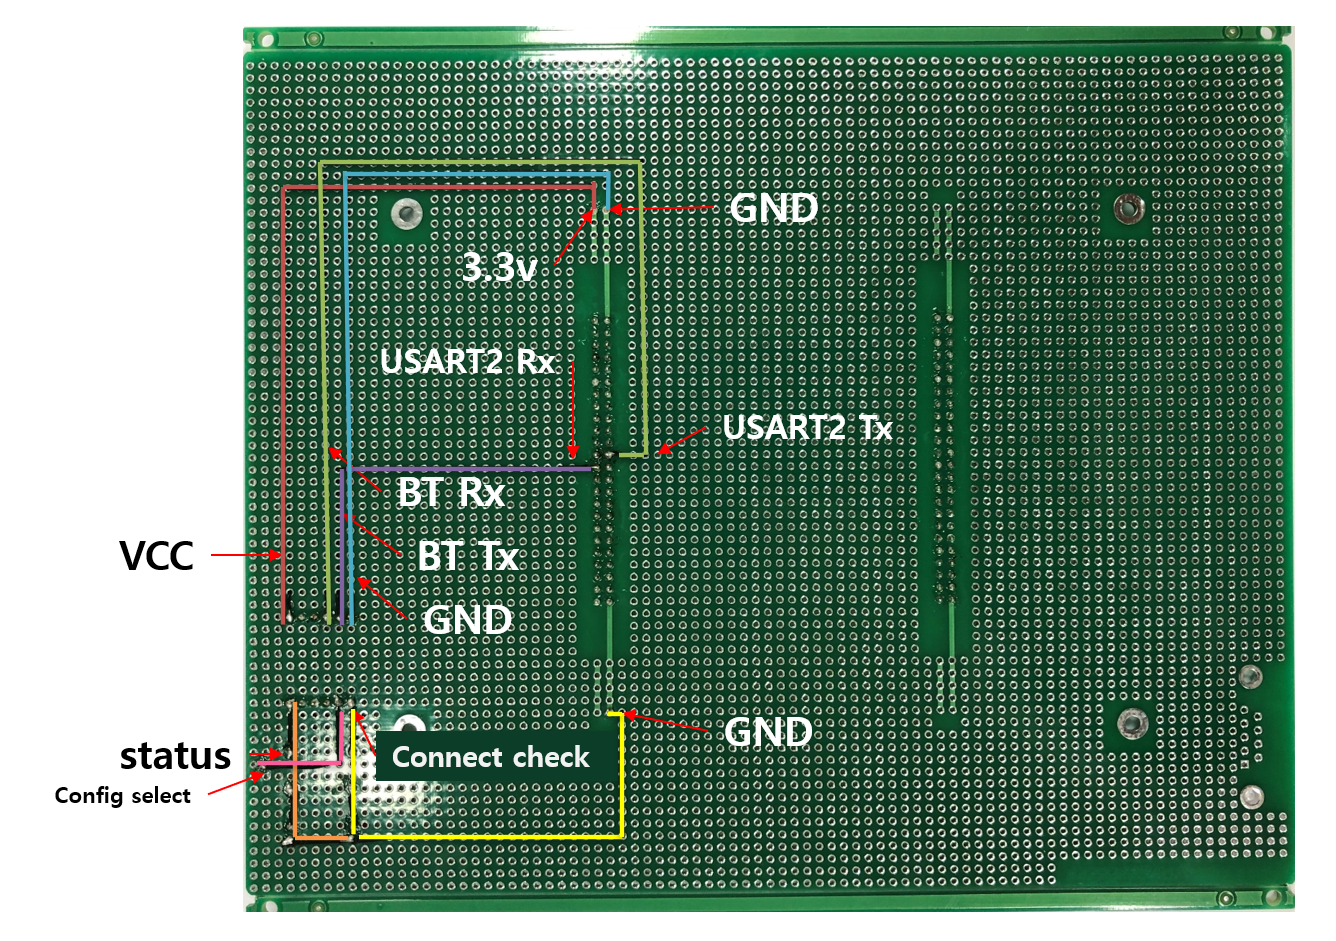 GND
3.3v
USART2 Rx
USART2 Tx
BT Rx
VCC
BT Tx
GND
GND
status
Connect check
Config select